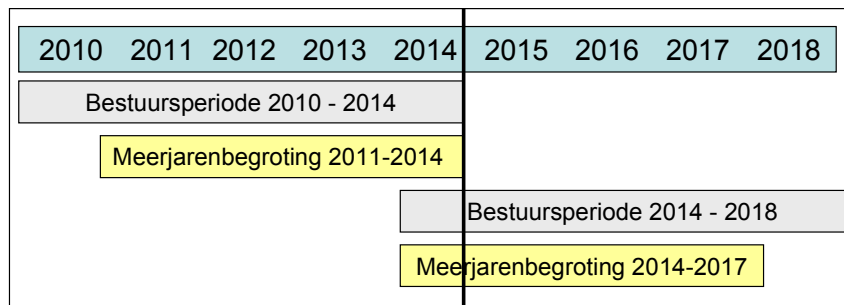 2010 2011 2012 2013 2014 2015 2016 2017 2018
Bestuursperiode 2010 - 2014
Meerjarenbegroting 2011-2014
Bestuursperiode 2014 - 2018
Meerjarenbegroting 2014-2017